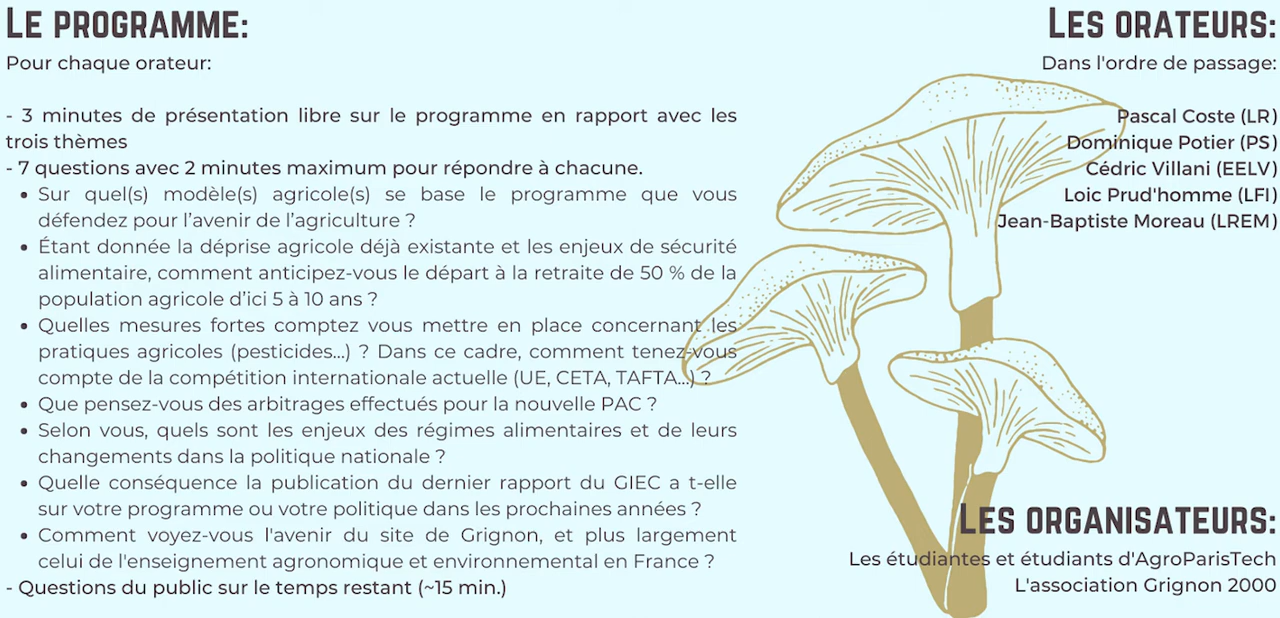 LE PROGRAMME:
Pour chaque orateur:
- 3 minutes de présentation libre sur le programme en rapport avec les
trois thèmes
- 7 questions avec 2 minutes maximum pour répondre à chacune.
• Sur quel(s) modèle(s) agricole(s) se base le programme que vous
défendez pour l'avenir de l'agriculture ?
• Étant donnée la déprise agricole déjà existante et les enjeux de sécurité
alimentaire, comment anticipez-vous le départ à la retraite de 50 % de la
population agricole d'ici 5 à 10 ans ?
• Quelles mesures fortes comptez vous mettre en place concernant les
pratiques agricoles (pesticides...) ? Dans ce cadre, comment tenez-vous
compte de la compétition internationale actuelle (UE, CETA, TAFTA...) ?
• Que pensez-vous des arbitrages effectués pour la nouvelle PAC ?
• Selon vous, quels sont les enjeux des régimes alimentaires et de leurs
changements dans la politique nationale ?
• Quelle conséquence la publication du dernier rapport du GIEC a t-elle
sur votre programme ou votre politique dans les prochaines années ?
• Comment voyez-vous l'avenir du site de Grignon, et plus largement
celui de l'enseignement agronomique et environnemental en France ?
- Questions du public sur le temps restant (~15 min.)
LES ORATEURS:
Dans l'ordre de passage:
Pascal Coste (LR)
Dominique Potier (PS)
Cédric Villani (EELV)
Loic Prud'homme (LFI)
Jean-Baptiste Moreau (LREM)
LES ORGANISATEURS:
Les étudiantes et étudiants d'AgroParisTech
L'association Grignon 2000